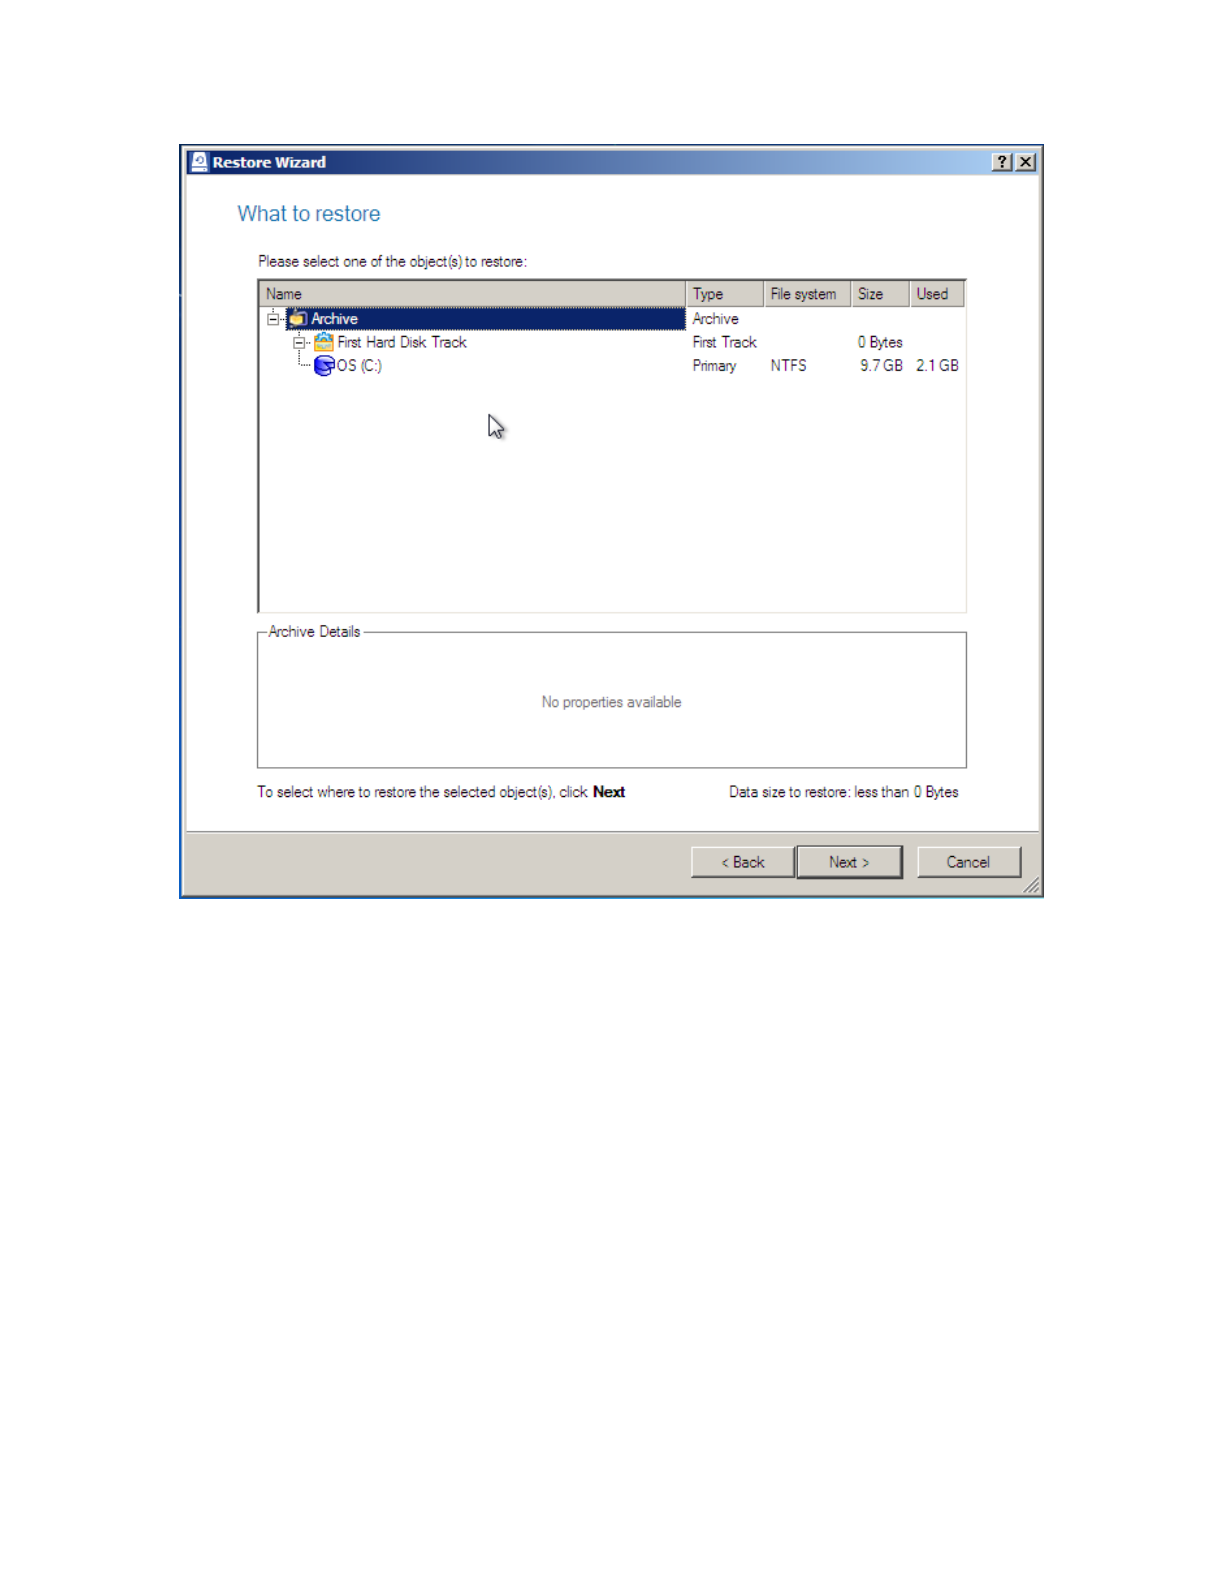 Restore Wizard
What to restore
Please select one of the object(s) to restore:
Name Type File system Size Used
Archive Archive
First Hard Disk Track First Track 0 Bytes
OS (C:) Primary NTFS 9.7 GB 2.1 GB
Archive Details
No properties available
To select where to restore the selected object(s), click Next Data size to restore: less than 0 Bytes
< Back Next > Cancel